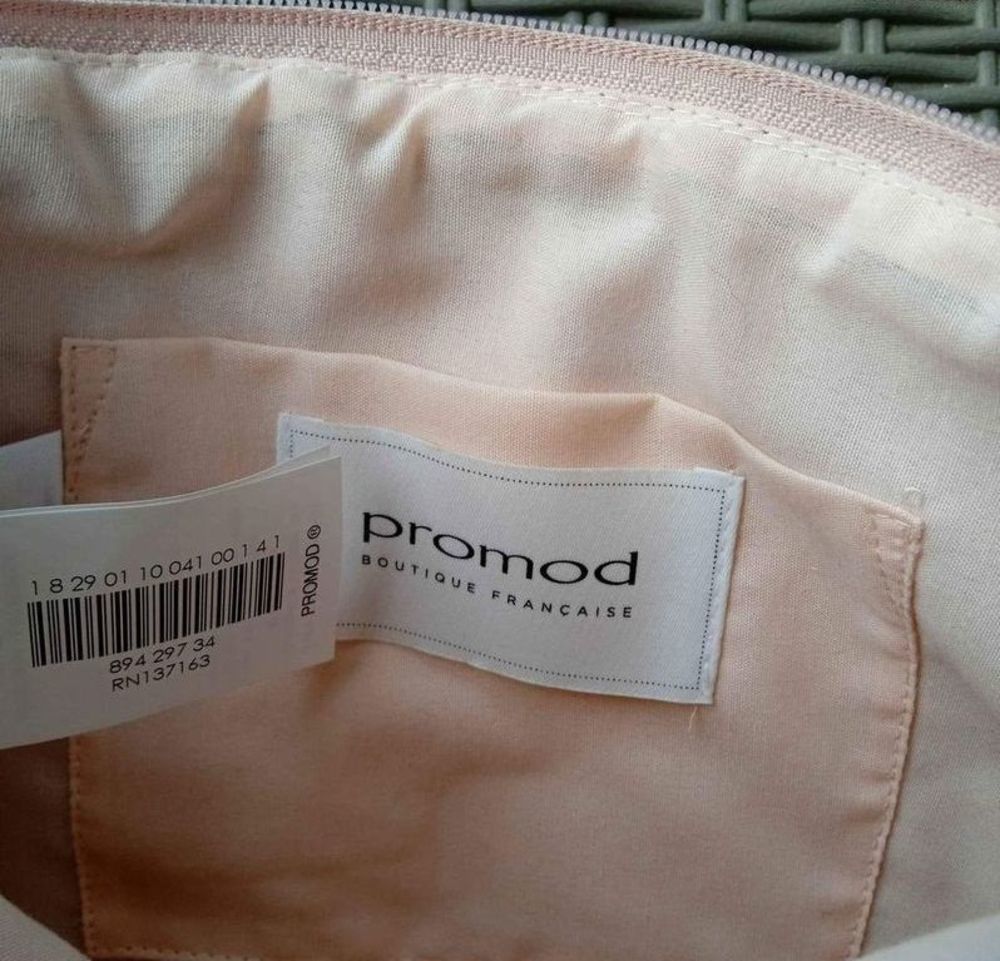 1 8 29 01 10 041 00 1 4 1
894 297 34
RN137163
PROMOD ®
promod
BOUTIQUE FRANÇAISE